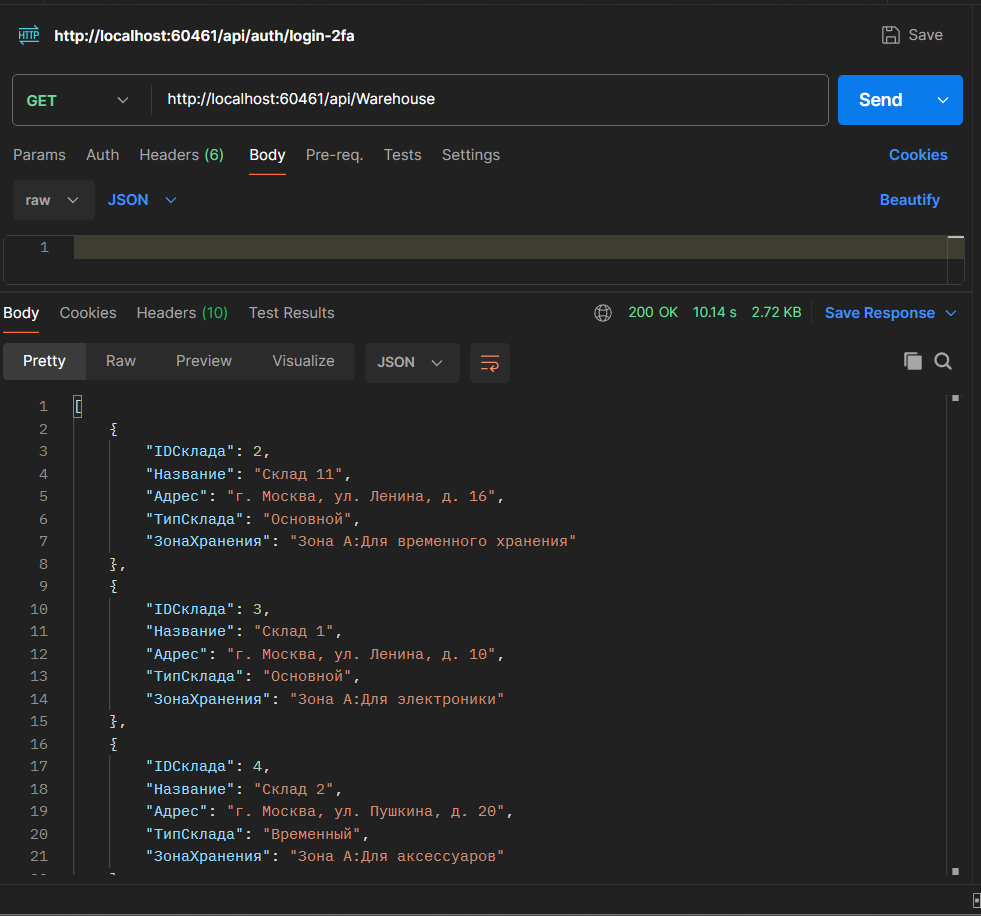 HTTP http://localhost:60461/api/auth/login-2fa Save
GET http://localhost:60461/api/Warehouse Send
Params Auth Headers (6) Body Pre-req. Tests Settings Cookies
raw JSON Beautify
1
Body Cookies Headers (10) Test Results 200 OK 10.14 s 2.72 KB Save Response
Pretty Raw Preview Visualize JSON
1 [
2 {
3 "IDСклада": 2,
4 "Название": "Склад 11",
5 "Адрес": "г. Москва, ул. Ленина, д. 16",
6 "ТипСклада": "Основной",
7 "ЗонаХранения": "Зона А:Для временного хранения"
8 },
9 {
10 "IDСклада": 3,
11 "Название": "Склад 1",
12 "Адрес": "г. Москва, ул. Ленина, д. 10",
13 "ТипСклада": "Основной",
14 "ЗонаХранения": "Зона А:Для электроники"
15 },
16 {
17 "IDСклада": 4,
18 "Название": "Склад 2",
19 "Адрес": "г. Москва, ул. Пушкина, д. 20",
20 "ТипСклада": "Временный",
21 "ЗонаХранения": "Зона А:Для аксессуаров"